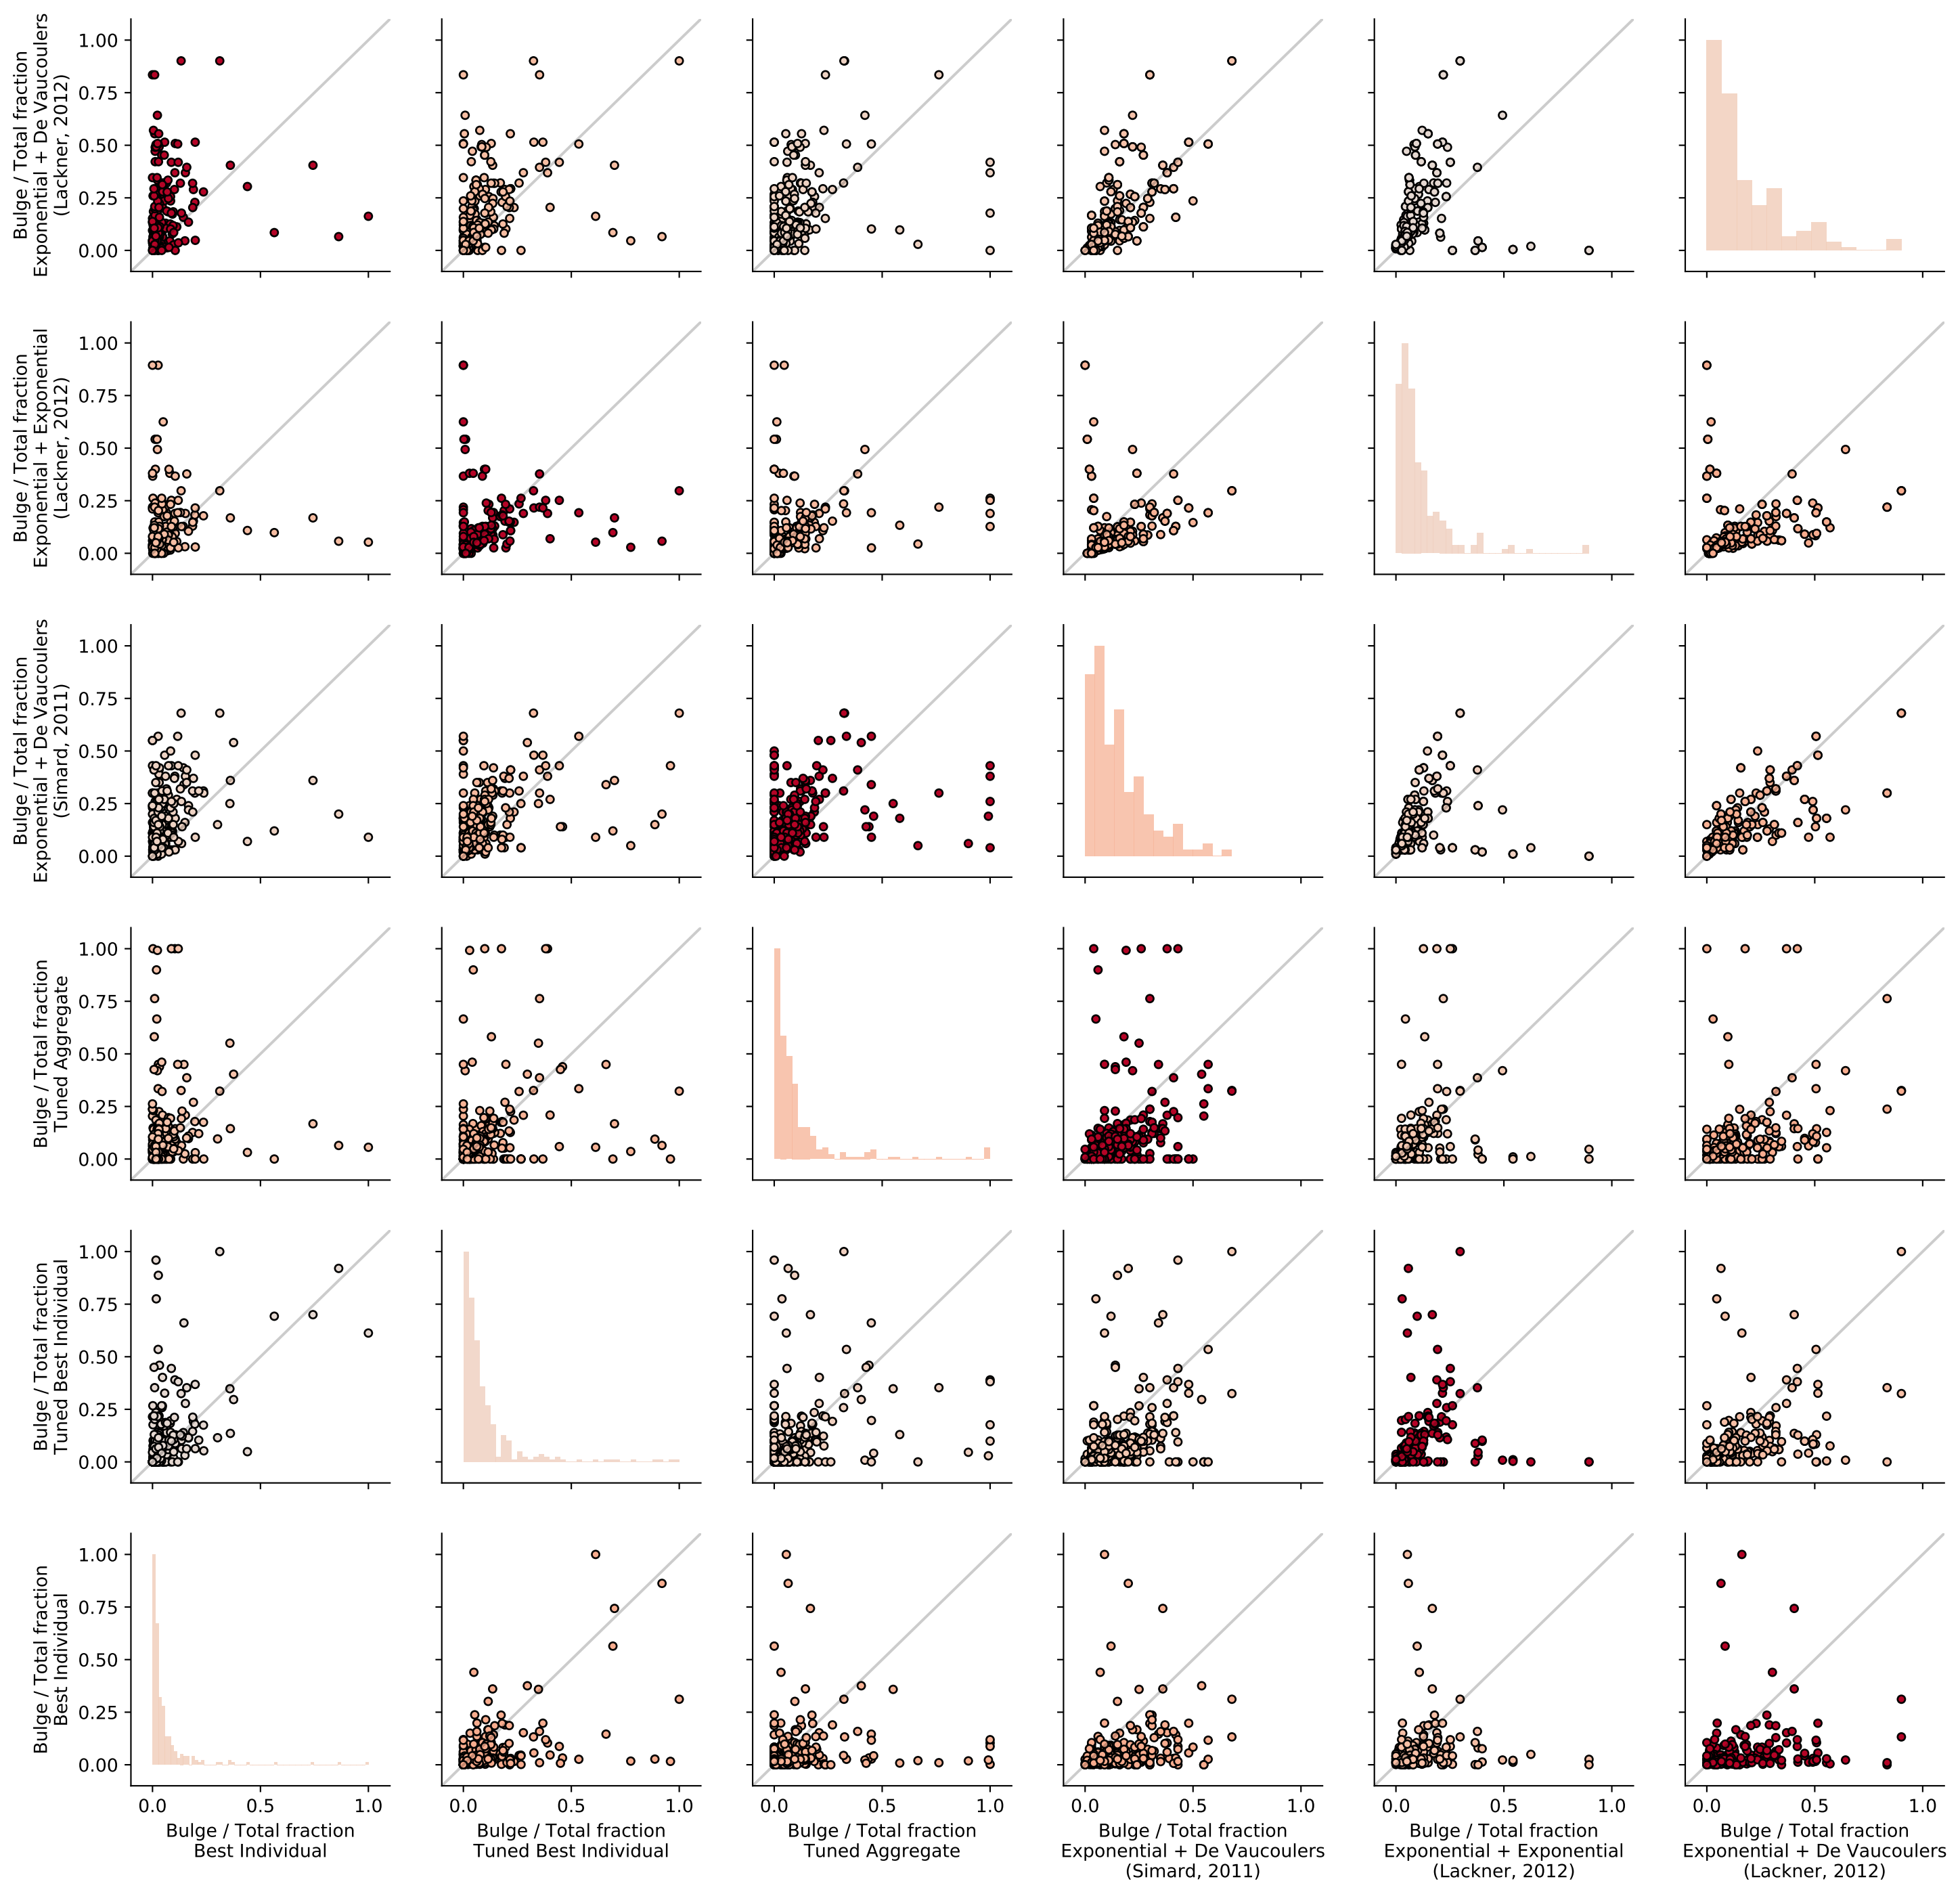 Bulge / Total fraction
Exponential + De Vaucoulers
(Lackner, 2012)
1.00
0.75
0.50
0.25
0.00
Bulge / Total fraction
Exponential + Exponential
(Lackner, 2012)
1.00
0.75
0.50
0.25
0.00
Bulge / Total fraction
Exponential + De Vaucoulers
(Simard, 2011)
1.00
0.75
0.50
0.25
0.00
Bulge / Total fraction
Tuned Aggregate
1.00
0.75
0.50
0.25
0.00
Bulge / Total fraction
Tuned Best Individual
1.00
0.75
0.50
0.25
0.00
Bulge / Total fraction
Best Individual
1.00
0.75
0.50
0.25
0.00
0.0 0.5 1.0
Bulge / Total fraction
Best Individual
0.0 0.5 1.0
Bulge / Total fraction
Tuned Best Individual
0.0 0.5 1.0
Bulge / Total fraction
Tuned Aggregate
0.0 0.5 1.0
Bulge / Total fraction
Exponential + De Vaucoulers
(Simard, 2011)
0.0 0.5 1.0
Bulge / Total fraction
Exponential + Exponential
(Lackner, 2012)
0.0 0.5 1.0
Bulge / Total fraction
Exponential + De Vaucoulers
(Lackner, 2012)